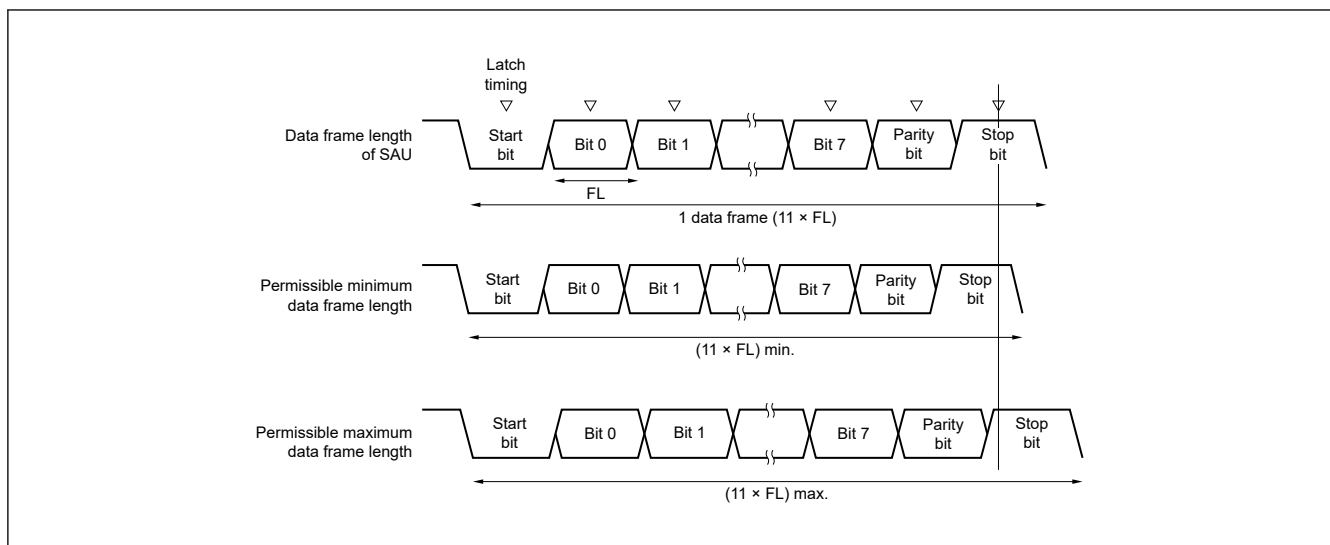 Latch
timing
Data frame length
of SAU
Start
bit
Bit 0
Bit 1
Bit 7
Parity
bit
Stop
bit
FL
1 data frame (11 × FL)
Permissible minimum
data frame length
Start
bit
Bit 0
Bit 1
Bit 7
Parity
bit
Stop
bit
(11 × FL) min.
Permissible maximum
data frame length
Start
bit
Bit 0
Bit 1
Bit 7
Parity
bit
Stop
bit
(11 × FL) max.